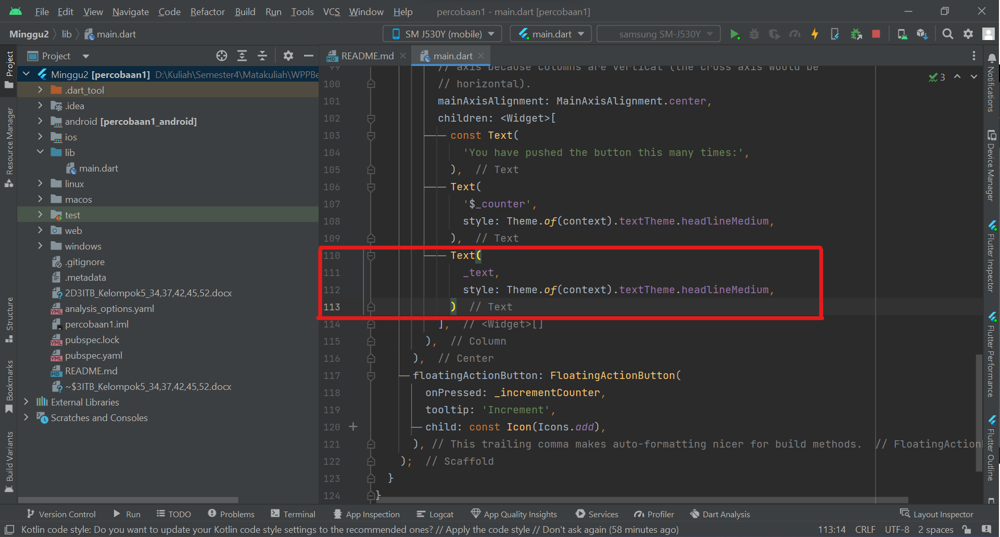 File Edit View Navigate Code Refactor Build Run Tools VCS Window Help percobaan1 - main.dart [percobaan1]
Minggu2 lib main.dart SM J530Y (mobile) main.dart samsung SM-J530Y
Project README.md main.dart
Minggu2 [percobaan1] D:\Kuliah\Semester4\Matakuliah\WPPBe
.dart_tool
.idea
android [percobaan1_android]
ios
lib
main.dart
linux
macos
test
web
windows
.gitignore
.metadata
2D3ITB_Kelompok5_34,37,42,45,52.docx
analysis_options.yaml
percobaan1.iml
pubspec.lock
pubspec.yaml
README.md
~$3ITB_Kelompok5_34,37,42,45,52.docx
External Libraries
Scratches and Consoles
Project
Resource Manager
Structure
Bookmarks
Build Variants
99 // axis because columns are vertical (the cross axis would be
100 // horizontal).
101 mainAxisAlignment: MainAxisAlignment.center,
102 children: <Widget>[
103 const Text(
104 'You have pushed the button this many times:',
105 ), // Text
106 Text(
107 '$_counter',
108 style: Theme.of(context).textTheme.headlineMedium,
109 ), // Text
110 Text(
111 _text,
112 style: Theme.of(context).textTheme.headlineMedium,
113 ) // Text
114 ], // <Widget>[]
115 ), // Column
116 ), // Center
117 floatingActionButton: FloatingActionButton(
118 onPressed: _incrementCounter,
119 tooltip: 'Increment',
120 child: const Icon(Icons.add),
121 ), // This trailing comma makes auto-formatting nicer for build methods. // FloatingAction
122 ); // Scaffold
123 }
124 }
3
Notifications
Device Manager
Flutter Inspector
Flutter Performance
Flutter Outline
Version Control Run TODO Problems Terminal App Inspection Logcat App Quality Insights Services Profiler Dart Analysis Layout Inspector
Kotlin code style: Do you want to update your Kotlin code style settings to the recommended ones? // Apply the code style // Don't ask again (58 minutes ago) 113:14 CRLF UTF-8 2 spaces